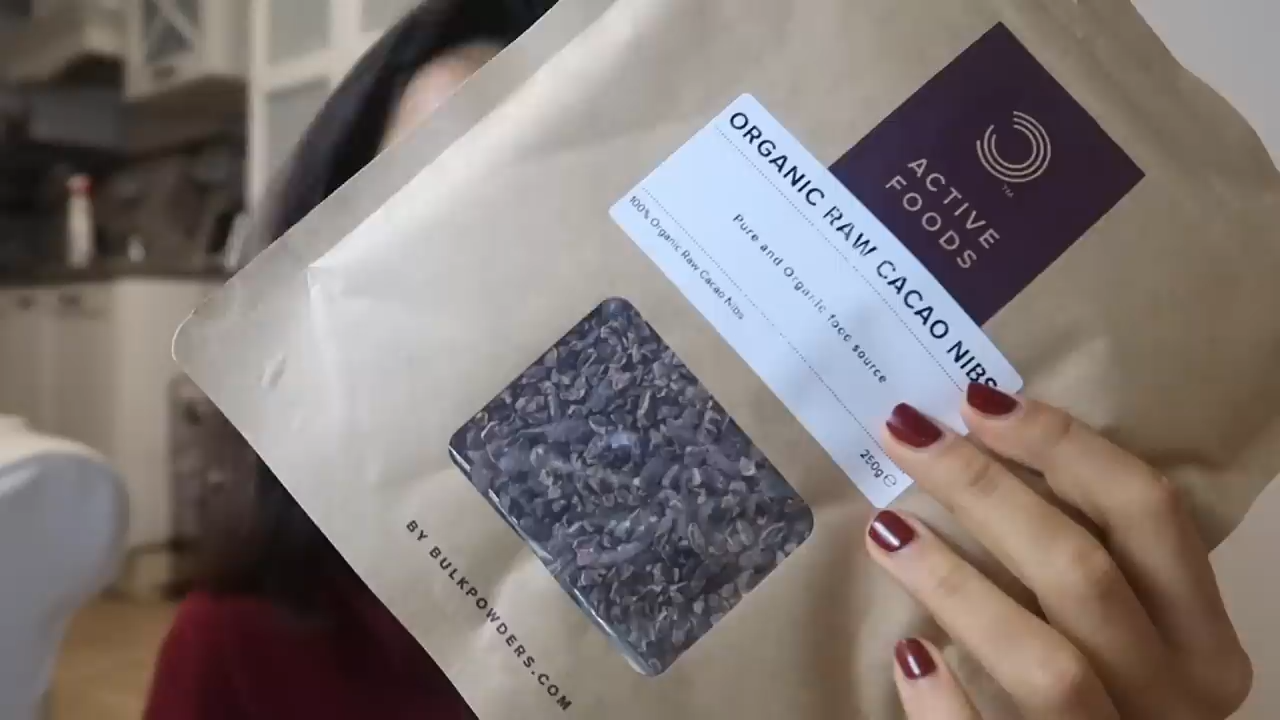 ACTIVE
FOODS
TM
ORGANIC RAW CACAO NIBS
Pure and Organic food source
100% Organic Raw Cacao Nibs
250g ℮
BY BULKPOWDERS.COM